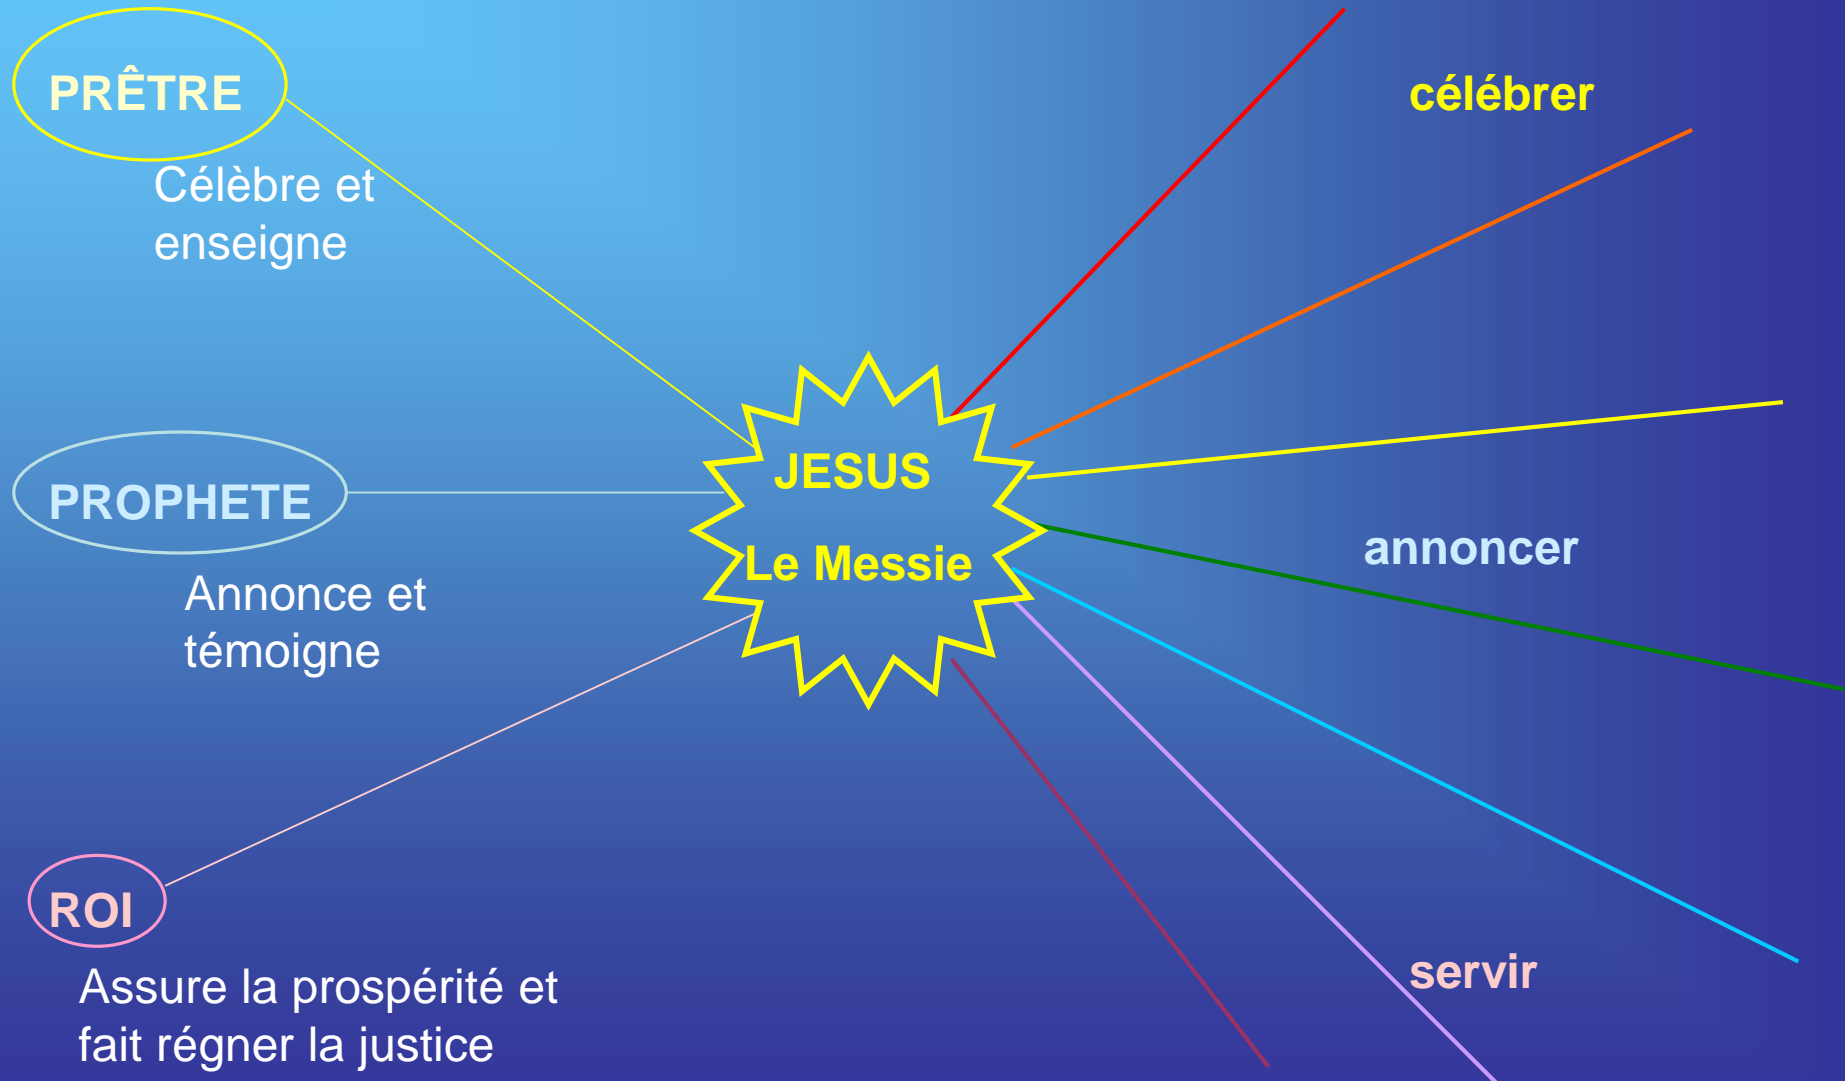 PRÊTRE
Célèbre et
enseigne
PROPHETE
Annonce et
témoigne
ROI
Assure la prospérité et
fait régner la justice
JESUS
Le Messie
célébrer
annoncer
servir